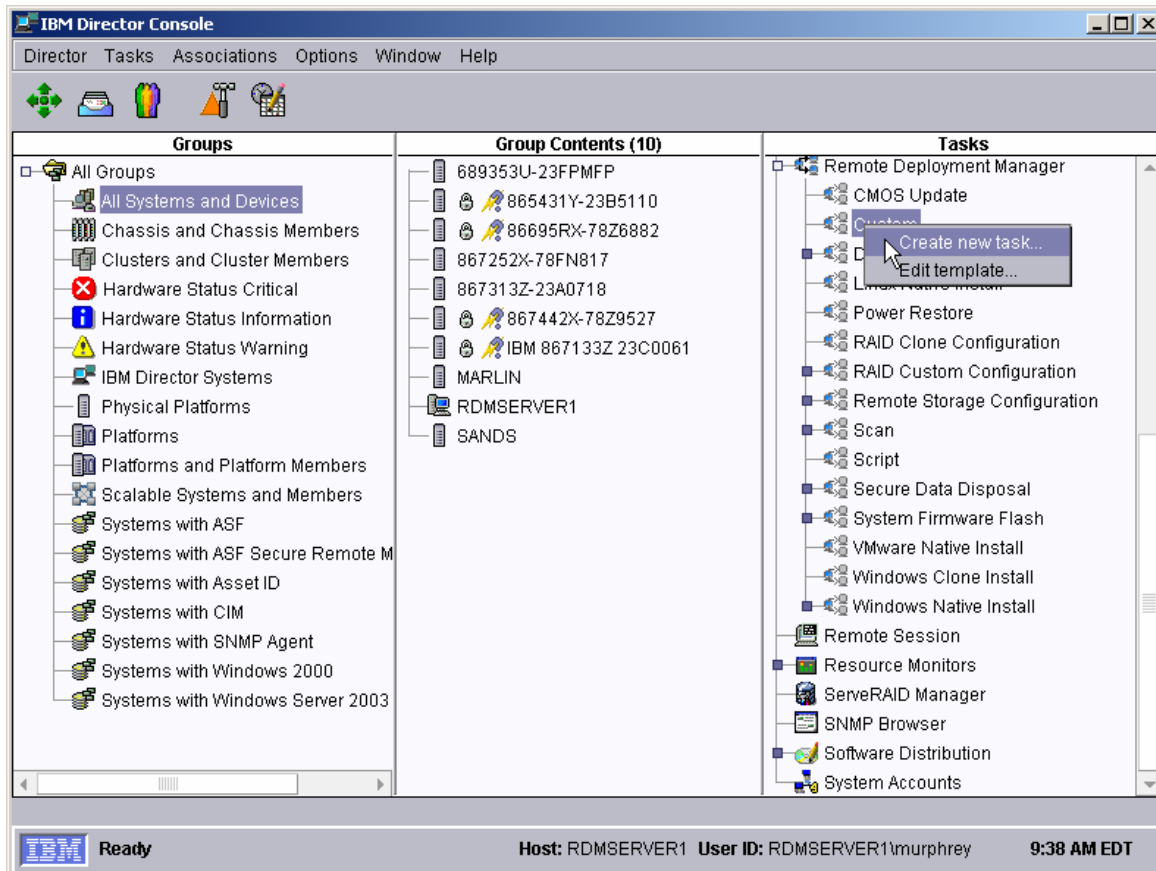 IBM Director Console
Director Tasks Associations Options Window Help
Groups
All Groups
All Systems and Devices
Chassis and Chassis Members
Clusters and Cluster Members
Hardware Status Critical
Hardware Status Information
Hardware Status Warning
IBM Director Systems
Physical Platforms
Platforms
Platforms and Platform Members
Scalable Systems and Members
Systems with ASF
Systems with ASF Secure Remote M
Systems with Asset ID
Systems with CIM
Systems with SNMP Agent
Systems with Windows 2000
Systems with Windows Server 2003
Group Contents (10)
689353U-23FPMFP
865431Y-23B5110
86695RX-78Z6882
867252X-78FN817
867313Z-23A0718
867442X-78Z9527
IBM 867133Z 23C0061
MARLIN
RDMSERVER1
SANDS
Tasks
Remote Deployment Manager
CMOS Update
Custom
Create new task...
Edit template...
D
Linux Native Install
Power Restore
RAID Clone Configuration
RAID Custom Configuration
Remote Storage Configuration
Scan
Script
Secure Data Disposal
System Firmware Flash
VMware Native Install
Windows Clone Install
Windows Native Install
Remote Session
Resource Monitors
ServeRAID Manager
SNMP Browser
Software Distribution
System Accounts
IBM Ready
Host: RDMSERVER1 User ID: RDMSERVER1\murphrey
9:38 AM EDT